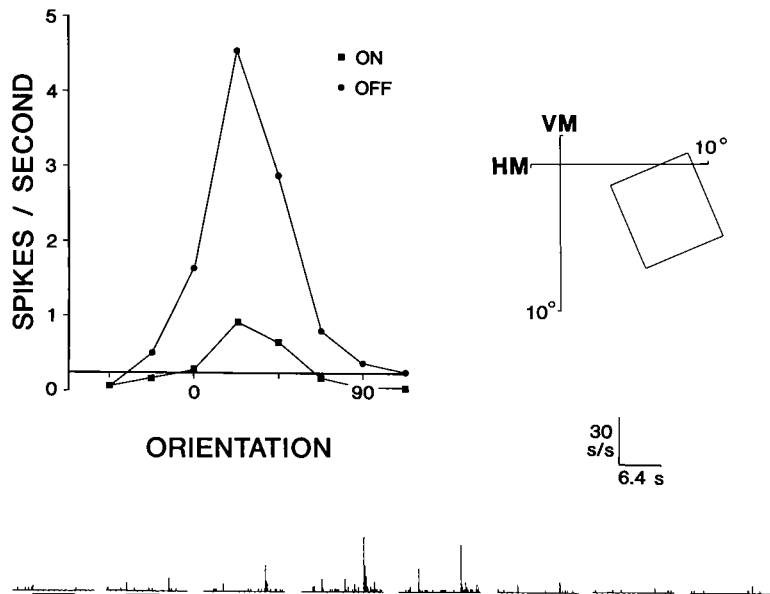 5
4
3
2
1
0
SPIKES / SECOND
ON
OFF
0
90
ORIENTATION
VM
HM
10°
10°
30
s/s
6.4 s